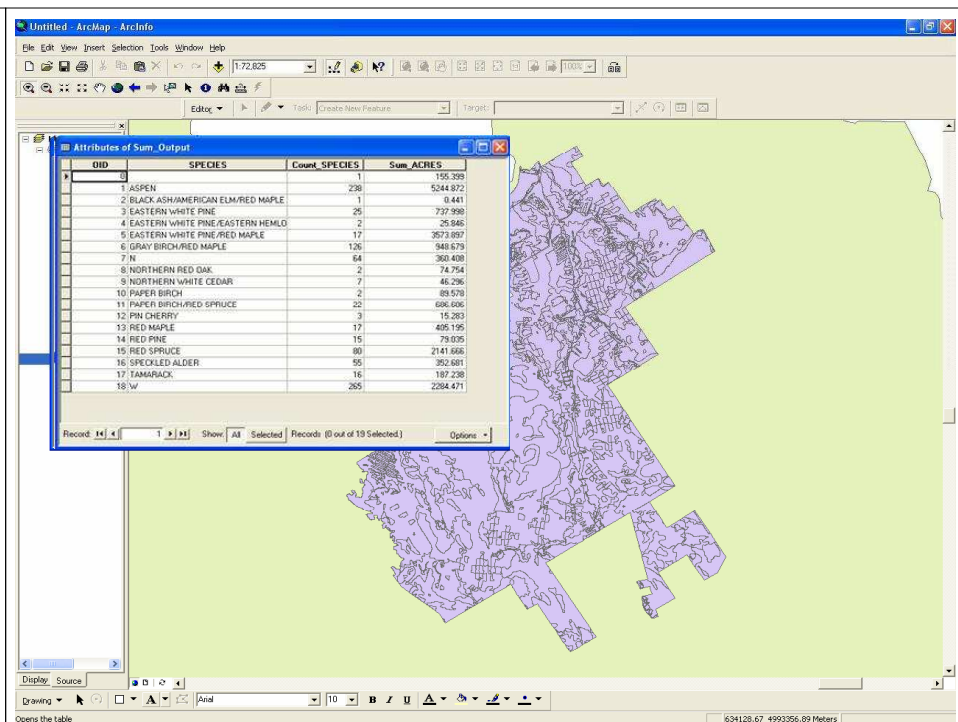 Untitled - ArcMap - ArcInfo
File Edit View Insert Selection Tools Window Help
1:72,825 100%
Editor Task: Create New Feature Target:
Attributes of Sum_Output
OID SPECIES Count_SPECIES Sum_ACRES
0 1 155.399
1 ASPEN 238 5244.872
2 BLACK ASH/AMERICAN ELM/RED MAPLE 1 0.441
3 EASTERN WHITE PINE 25 737.998
4 EASTERN WHITE PINE/EASTERN HEMLO 2 25.846
5 EASTERN WHITE PINE/RED MAPLE 17 3573.897
6 GRAY BIRCH/RED MAPLE 126 948.679
7 N 64 360.408
8 NORTHERN RED OAK 2 74.754
9 NORTHERN WHITE CEDAR 7 46.296
10 PAPER BIRCH 2 89.578
11 PAPER BIRCH/RED SPRUCE 22 686.606
12 PIN CHERRY 3 15.283
13 RED MAPLE 17 405.195
14 RED PINE 15 79.035
15 RED SPRUCE 80 2141.666
16 SPECKLED ALDER 55 352.681
17 TAMARACK 16 187.238
18 W 265 2284.471
Record: 1 Show: All Selected Records (0 out of 19 Selected.) Options
Display Source
Drawing A Arial 10 B I U A
Opens the table 634128.67 4993356.89 Meters